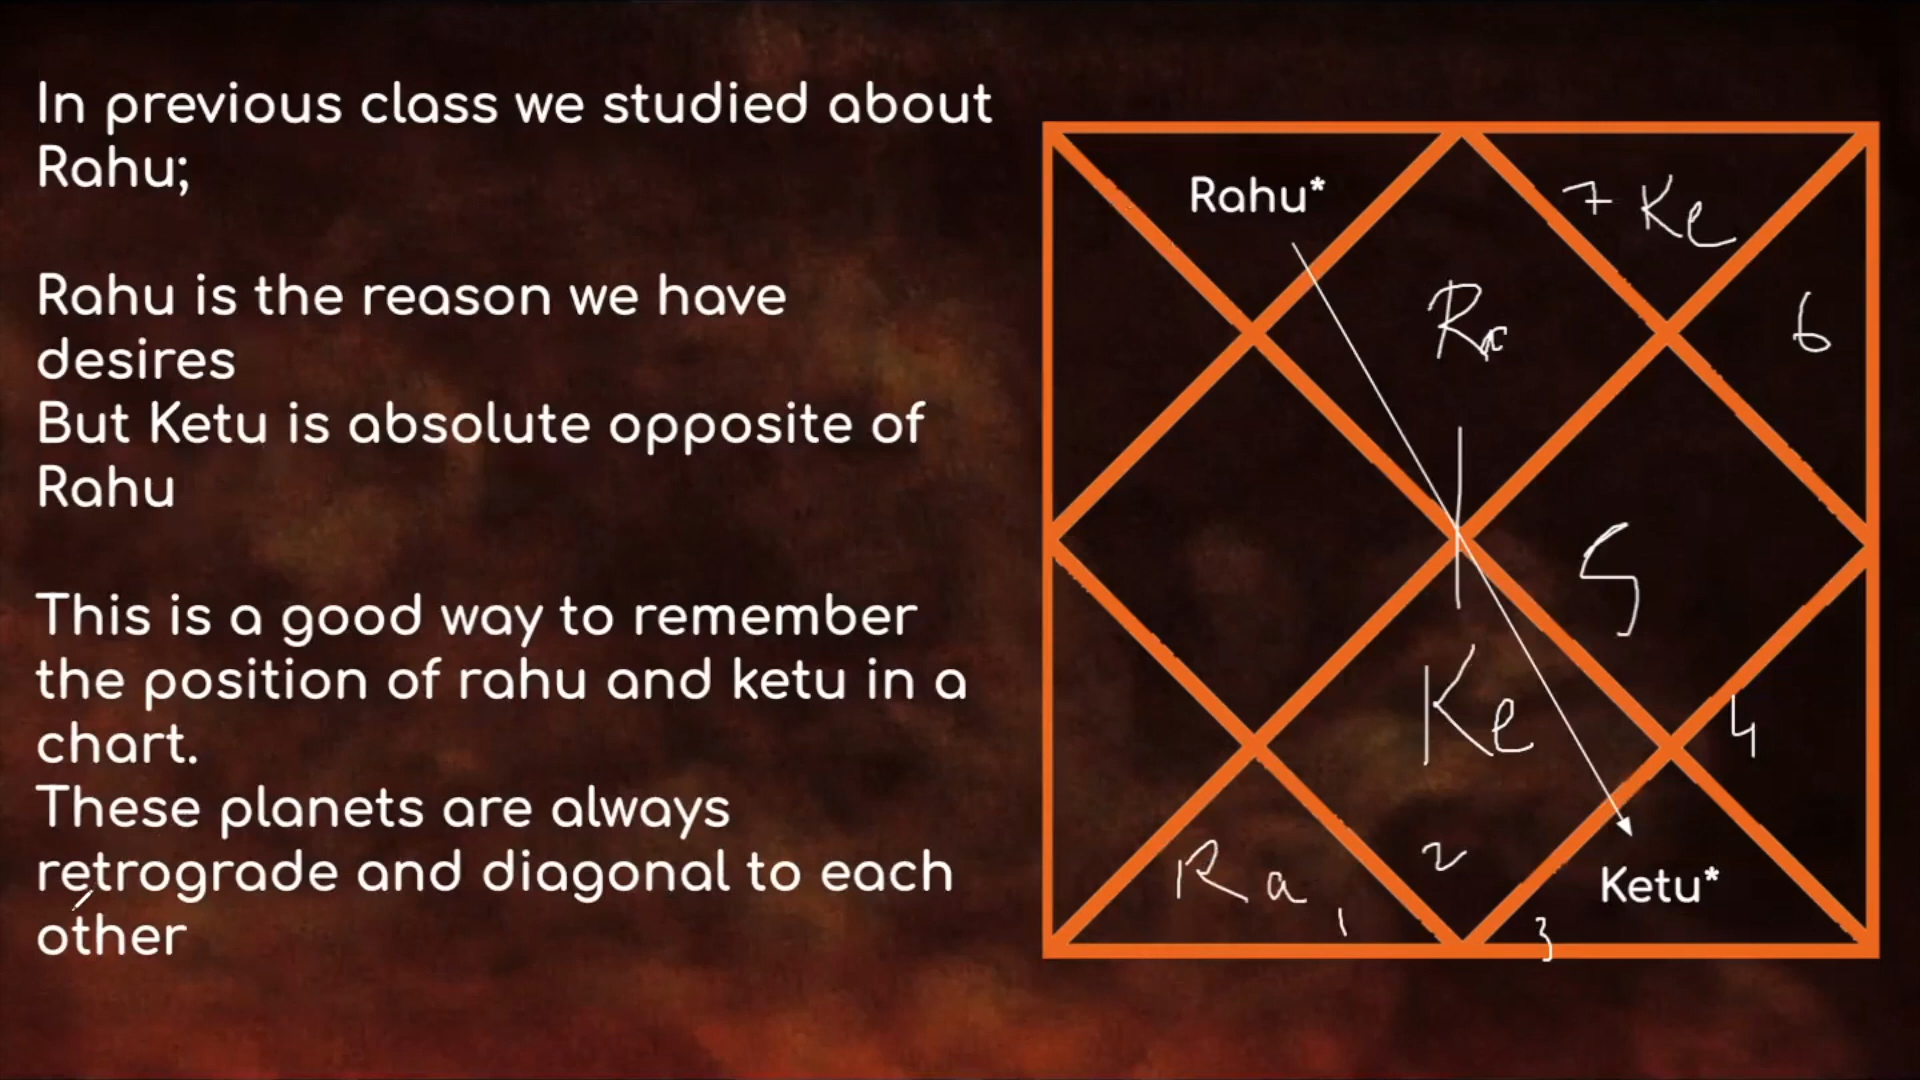 In previous class we studied about
Rahu;
Rahu is the reason we have
desires
But Ketu is absolute opposite of
Rahu
This is a good way to remember
the position of rahu and ketu in a
chart.
These planets are always
retrograde and diagonal to each
other
Rahu*
7 Ke
Ra
6
5
Ke
4
2
Ra 1
Ketu*
3